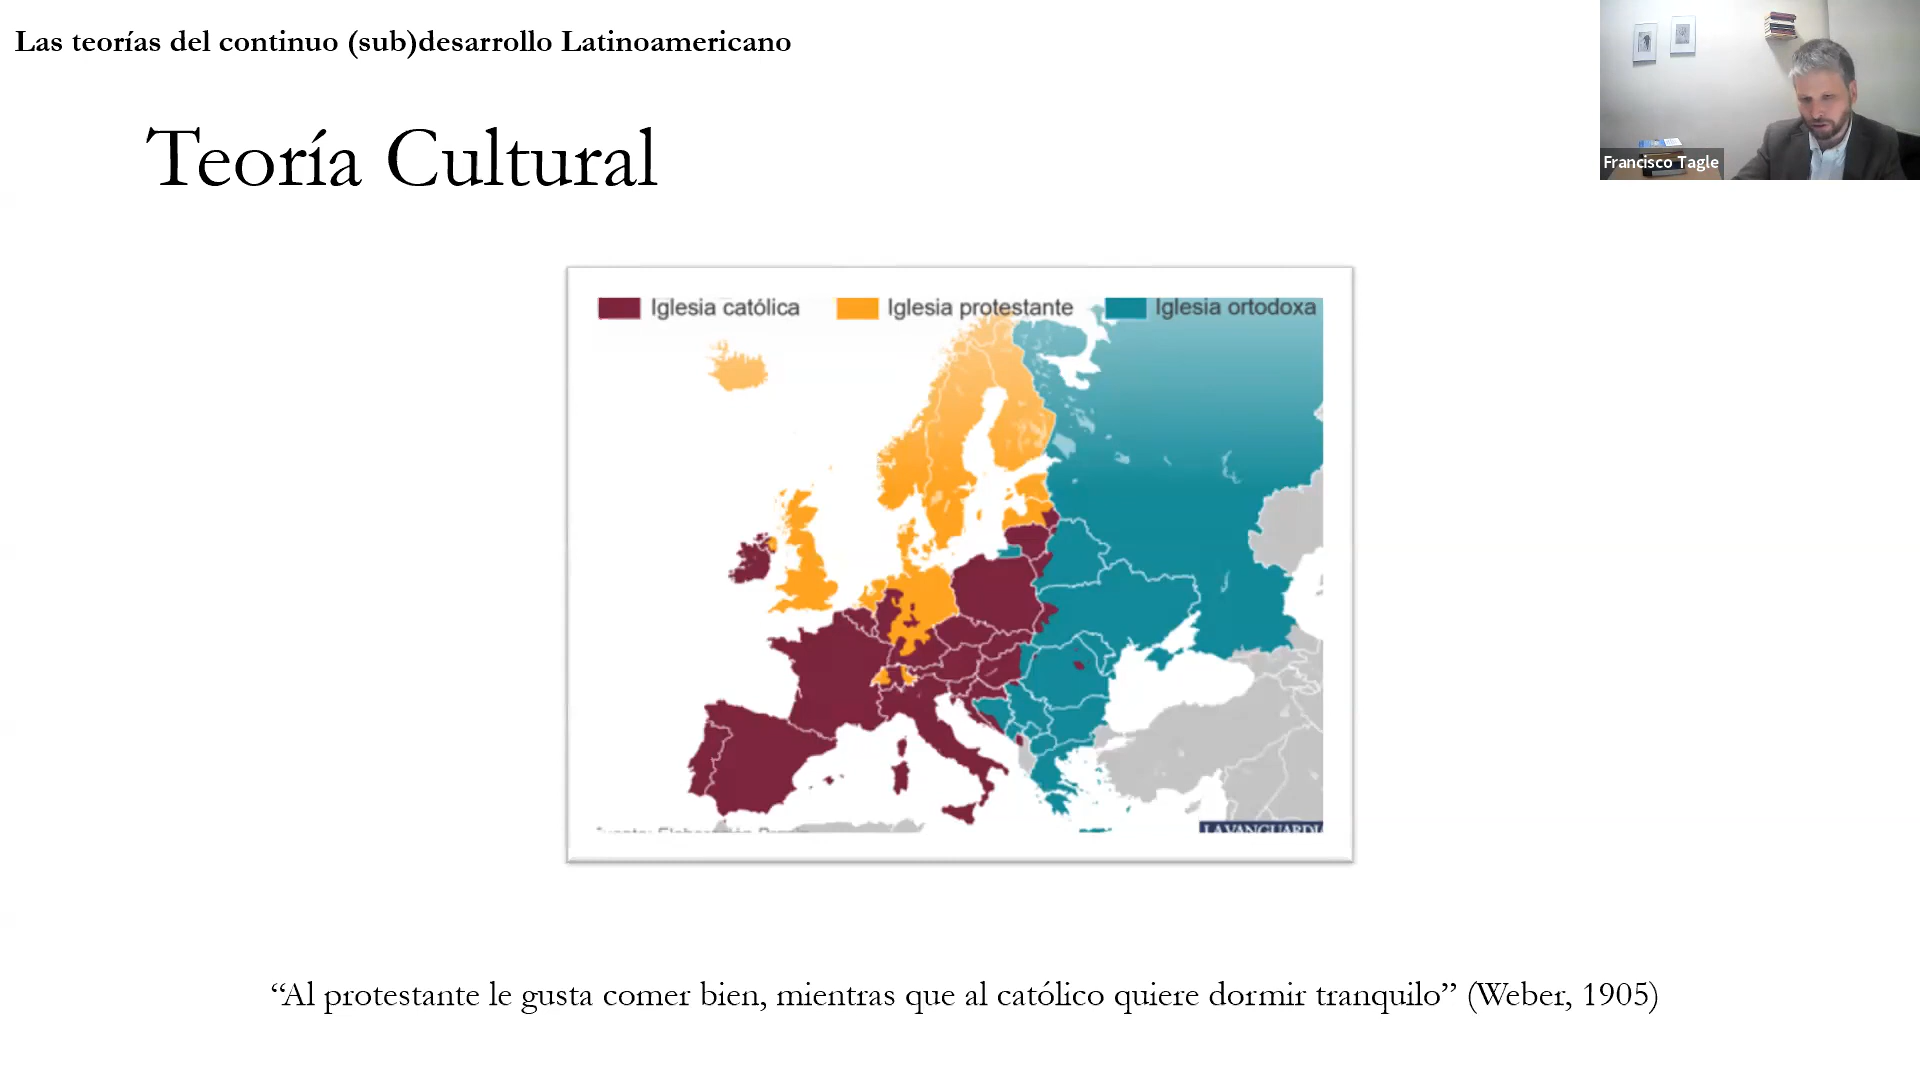 Las teorías del continuo (sub)desarrollo Latinoamericano
Francisco Tagle
Teoría Cultural
Iglesia católica
Iglesia protestante
Iglesia ortodoxa
LA VANGUARDIA
“Al protestante le gusta comer bien, mientras que al católico quiere dormir tranquilo” (Weber, 1905)